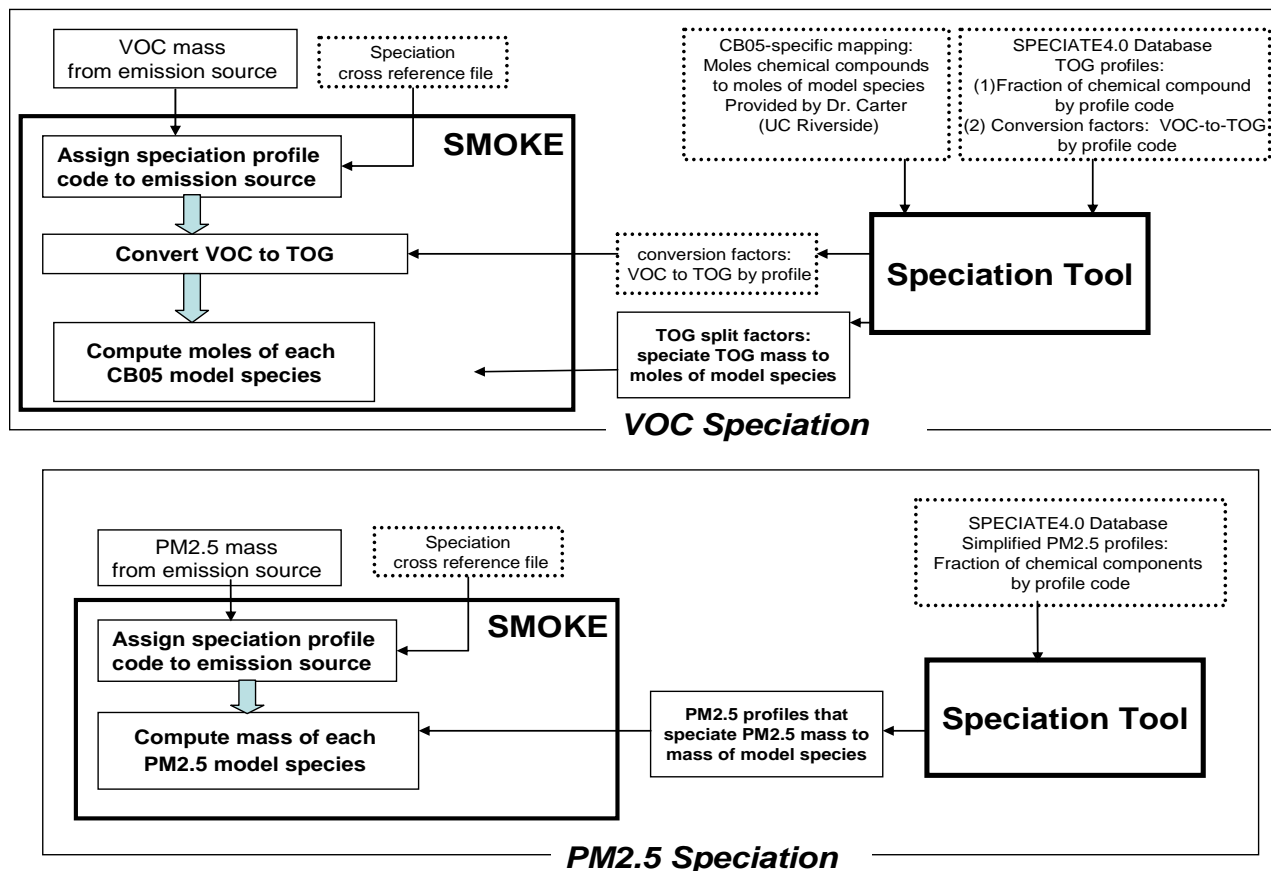 VOC mass
from emission source
Speciation
cross reference file
CB05-specific mapping:
Moles chemical compounds
to moles of model species
Provided by Dr. Carter
(UC Riverside)
SPECIATE4.0 Database
TOG profiles:
(1)Fraction of chemical compound
by profile code
(2) Conversion factors: VOC-to-TOG
by profile code
SMOKE
Assign speciation profile
code to emission source
Convert VOC to TOG
conversion factors:
VOC to TOG by profile
Speciation Tool
Compute moles of each
CB05 model species
TOG split factors:
speciate TOG mass to
moles of model species
VOC Speciation
PM2.5 mass
from emission source
Speciation
cross reference file
SPECIATE4.0 Database
Simplified PM2.5 profiles:
Fraction of chemical components
by profile code
SMOKE
Assign speciation profile
code to emission source
Compute mass of each
PM2.5 model species
PM2.5 profiles that
speciate PM2.5 mass to
mass of model species
Speciation Tool
PM2.5 Speciation